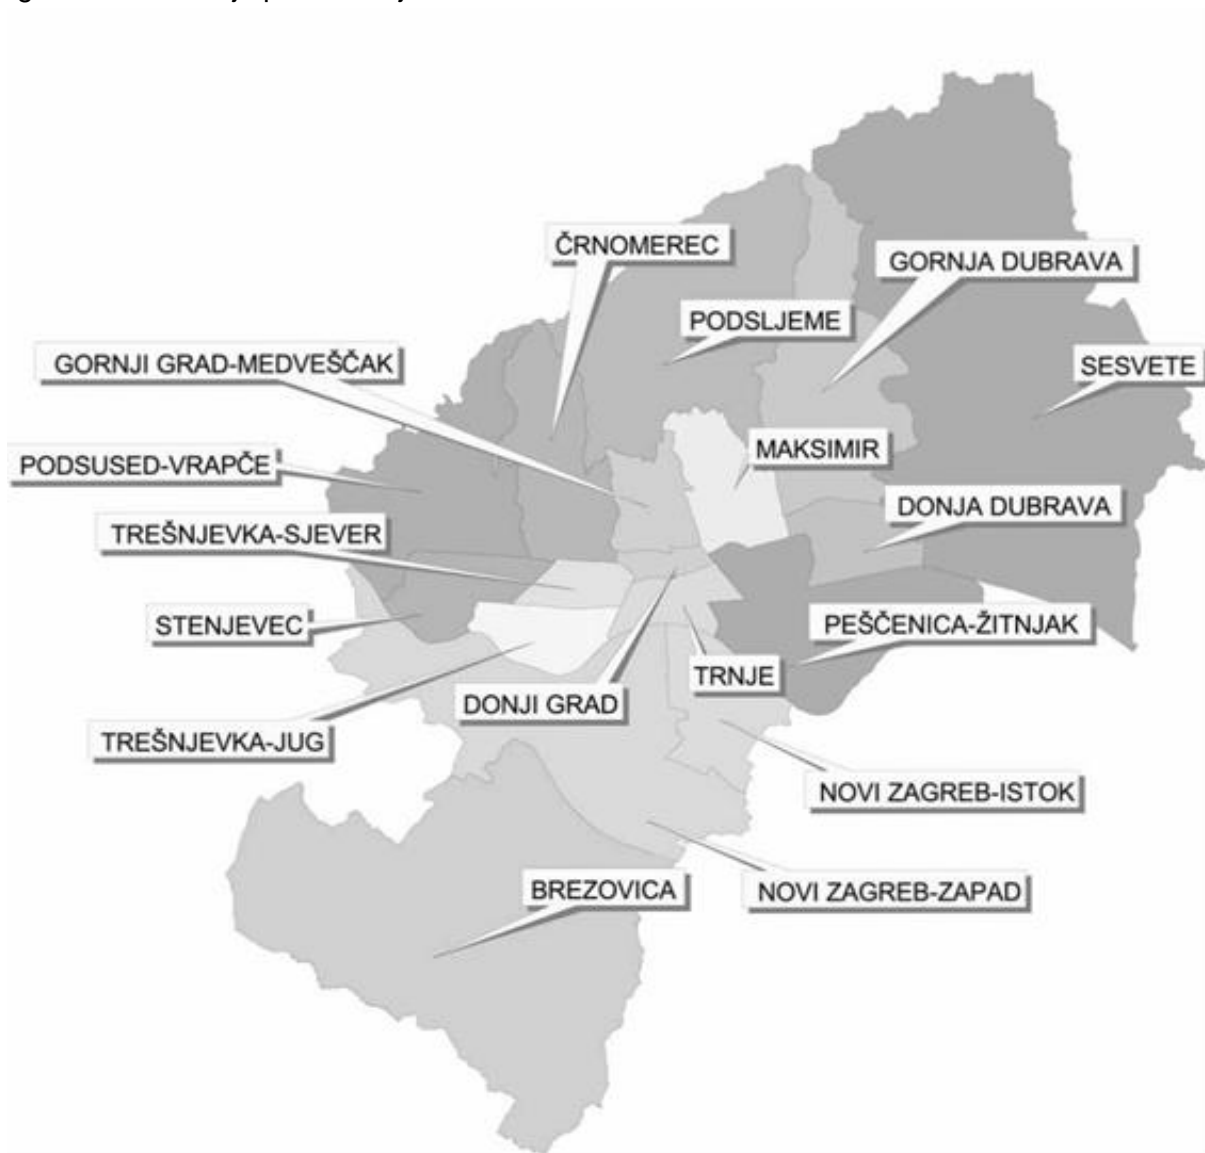 ČRNOMEREC
GORNJA DUBRAVA
PODSLJEME
GORNJI GRAD-MEDVEŠČAK
SESVETE
MAKSIMIR
PODSUSED-VRAPČE
DONJA DUBRAVA
TREŠNJEVKA-SJEVER
STENJEVEC
PEŠČENICA-ŽITNJAK
TRNJE
DONJI GRAD
TREŠNJEVKA-JUG
NOVI ZAGREB-ISTOK
BREZOVICA
NOVI ZAGREB-ZAPAD